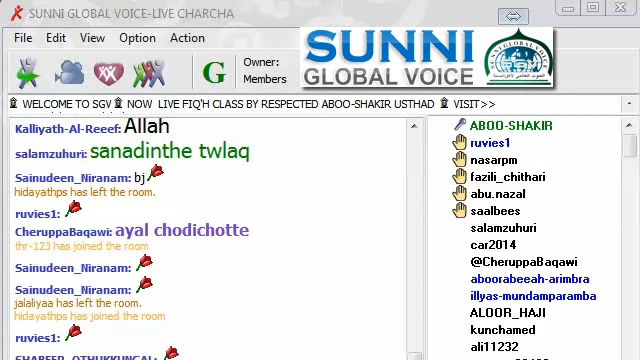 SUNNI GLOBAL VOICE-LIVE CHARCHA
File Edit View Option Action
SUNNI
GLOBAL VOICE
G
Owner:
Members
WELCOME TO SGV NOW LIVE FIQ'H CLASS BY RESPECTED ABOO-SHAKIR USTHAD VISIT>>
Kalliyath-Al-Reeef: Allah
salamzuhuri: sanadinthe twlaq
Sainudeen_Niranam: bj
hidayathps has left the room.
ruvies1:
CheruppaBaqawi: ayal chodichotte
thr-123 has joined the room
Sainudeen_Niranam:
Sainudeen_Niranam:
jalaliyaa has left the room.
hidayathps has joined the room
ruvies1:
SHAREER_OTHUKKUNGAL:
ABOO-SHAKIR
ruvies1
nasarpm
fazili_chithari
abu.nazal
saalbees
salamzuhuri
car2014
@CheruppaBaqawi
aboorabeeah-arimbra
illyas-mundamparamba
ALOOR_HAJI
kunchamed
ali11232